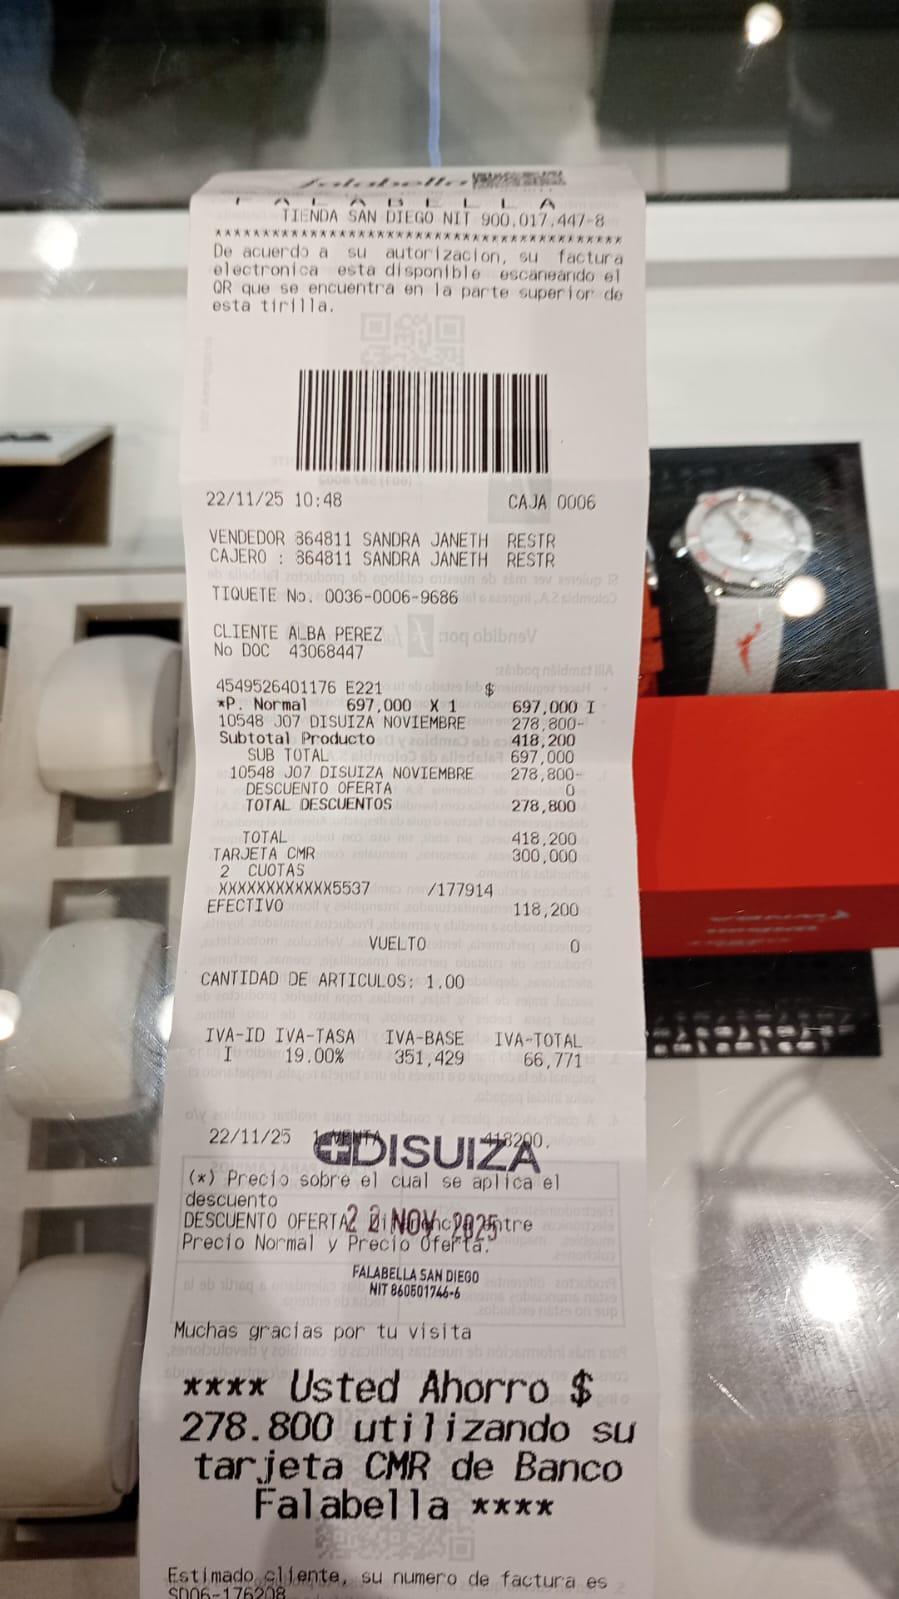 falabella
F A L A B E L L A
TIENDA SAN DIEGO NIT 900.017.447-8
******************************************
De acuerdo a su autorizacion, su factura
electronica esta disponible escaneando el
QR que se encuentra en la parte superior de
esta tirilla.
22/11/25 10:48 CAJA 0006
VENDEDOR 864811 SANDRA JANETH RESTR
CAJERO : 864811 SANDRA JANETH RESTR
TIQUETE No. 0036-0006-9686
CLIENTE ALBA PEREZ
No DOC 43068447
4549526401176 E221 $
*P. Normal 697,000 X 1 697,000 I
10548 J07 DISUIZA NOVIEMBRE 278,800-
Subtotal Producto 418,200
SUB TOTAL 697,000
10548 J07 DISUIZA NOVIEMBRE 278,800-
DESCUENTO OFERTA 0
TOTAL DESCUENTOS 278,800
TOTAL 418,200
TARJETA CMR 300,000
2 CUOTAS
XXXXXXXXXXXX5537 /177914
EFECTIVO 118,200
VUELTO 0
CANTIDAD DE ARTICULOS: 1.00
IVA-ID IVA-TASA IVA-BASE IVA-TOTAL
I 19.00% 351,429 66,771
22/11/25 1 VENTA 418200.
DISUIZA
(*) Precio sobre el cual se aplica el
descuento
DESCUENTO OFERTA: Diferencia entre
22 NOV 2025
Precio Normal y Precio Oferta.
FALABELLA SAN DIEGO
NIT 860501746-6
Muchas gracias por tu visita
**** Usted Ahorro $
278.800 utilizando su
tarjeta CMR de Banco
Falabella ****
Estimado cliente, su numero de factura es
SD06-176208